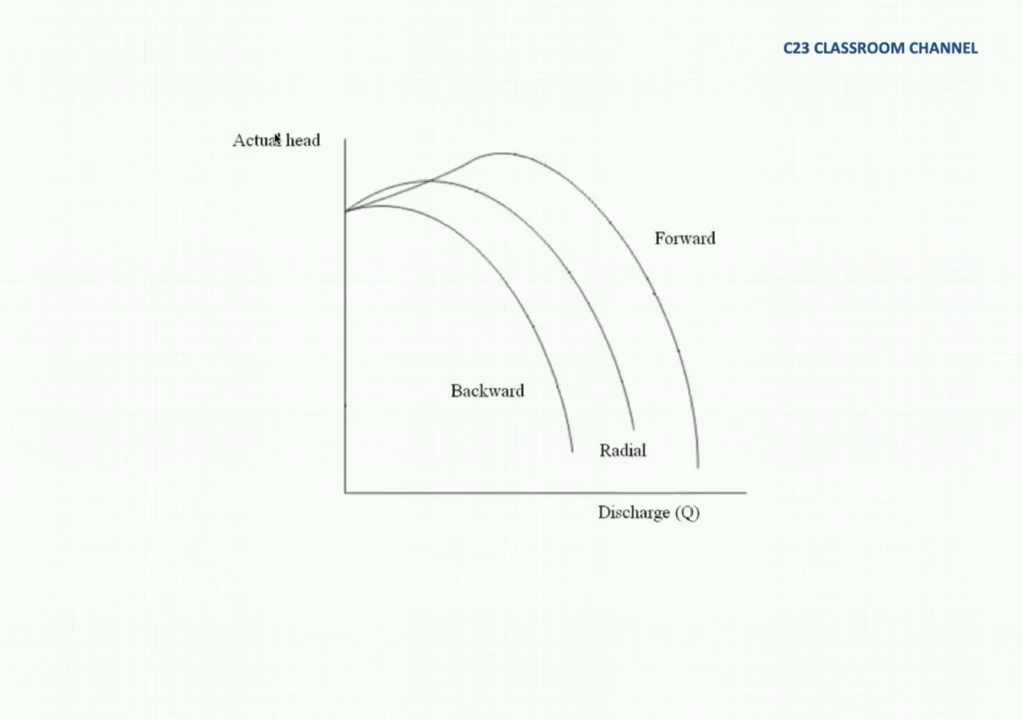 C23 CLASSROOM CHANNEL
Actual head
Forward
Backward
Radial
Discharge (Q)